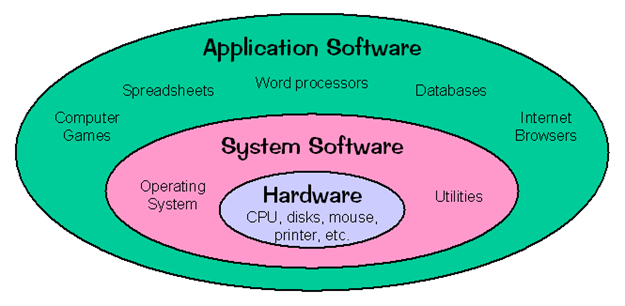 Application Software
Spreadsheets
Word processors
Databases
Computer
Games
Internet
Browsers
System Software
Operating
System
Utilities
Hardware
CPU, disks, mouse,
printer, etc.